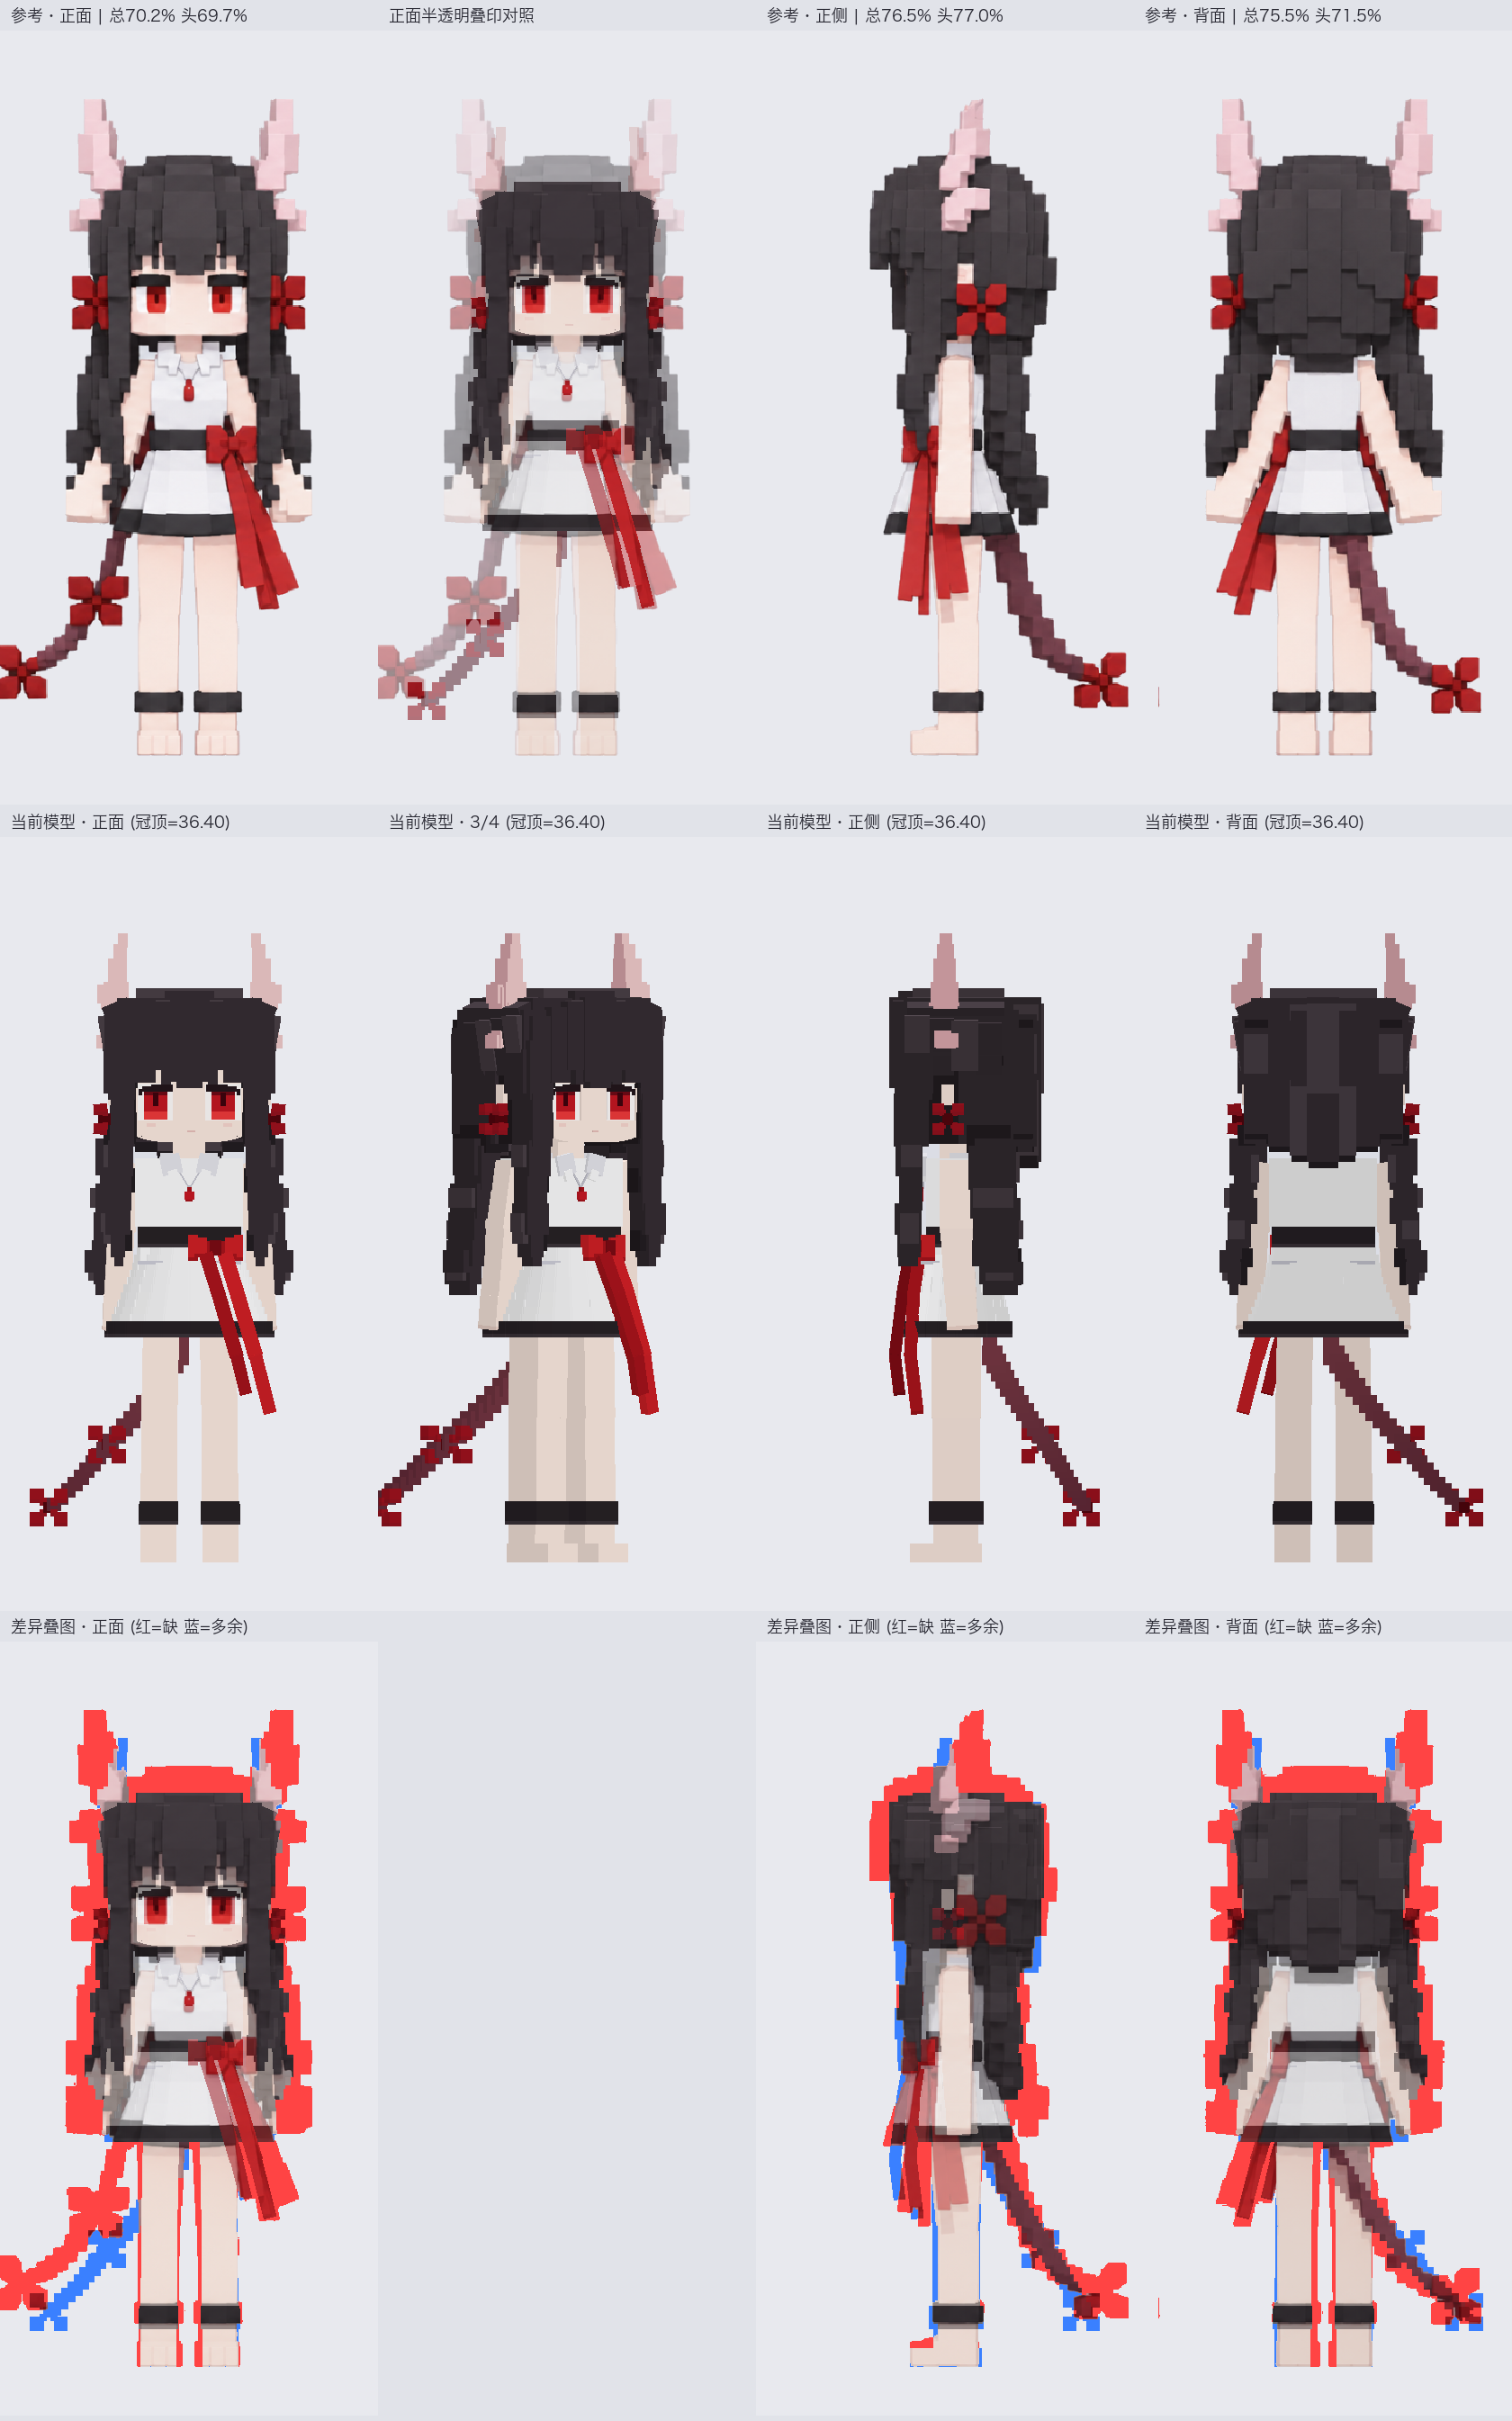 参考・正面 | 总70.2% 头69.7%
正面半透明叠印对照
参考・正侧 | 总76.5% 头77.0%
参考・背面 | 总75.5% 头71.5%
当前模型・正面 (冠顶=36.40)
当前模型・3/4 (冠顶=36.40)
当前模型・正侧 (冠顶=36.40)
当前模型・背面 (冠顶=36.40)
差异叠图・正面 (红=缺 蓝=多余)
差异叠图・正侧 (红=缺 蓝=多余)
差异叠图・背面 (红=缺 蓝=多余)